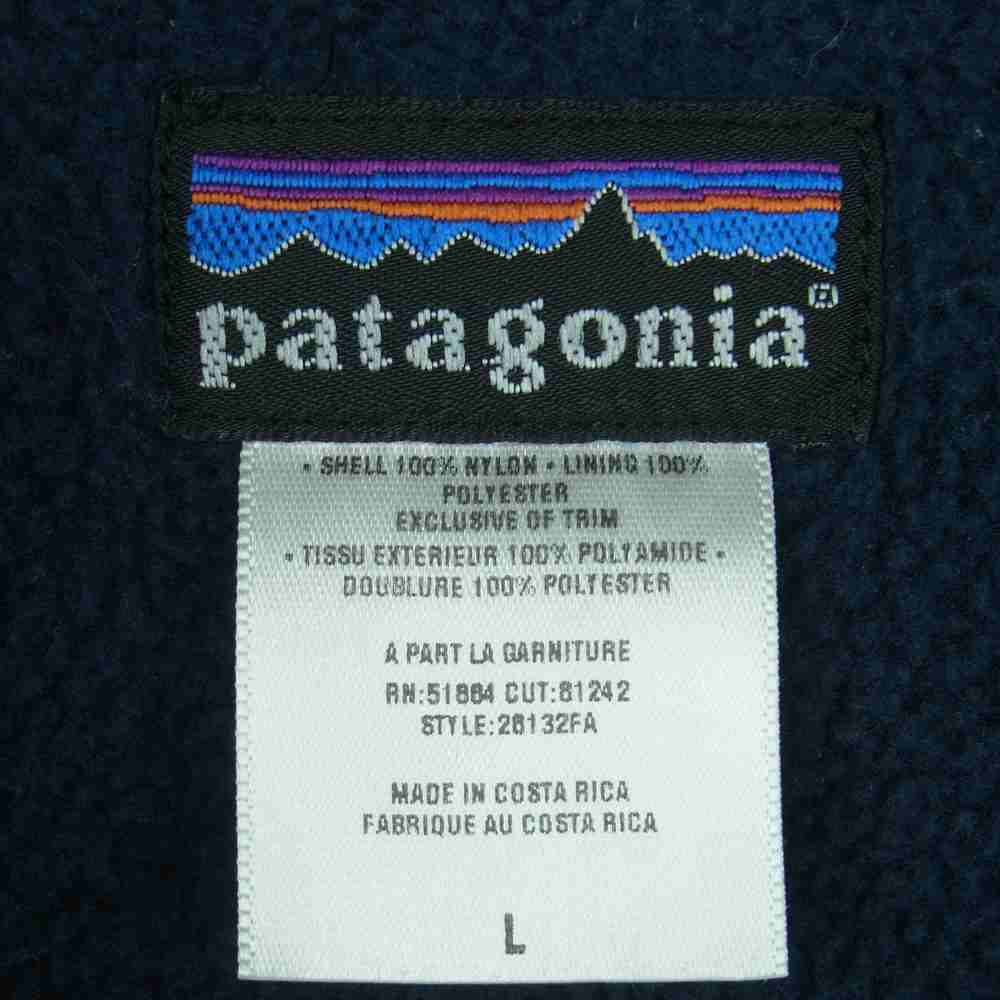 patagonia®
• SHELL 100% NYLON • LINING 100%
POLYESTER
EXCLUSIVE OF TRIM
• TISSU EXTERIEUR 100% POLYAMIDE •
DOUBLURE 100% POLYESTER
A PART LA GARNITURE
RN:51884 CUT:81242
STYLE:28132FA
MADE IN COSTA RICA
FABRIQUE AU COSTA RICA
L